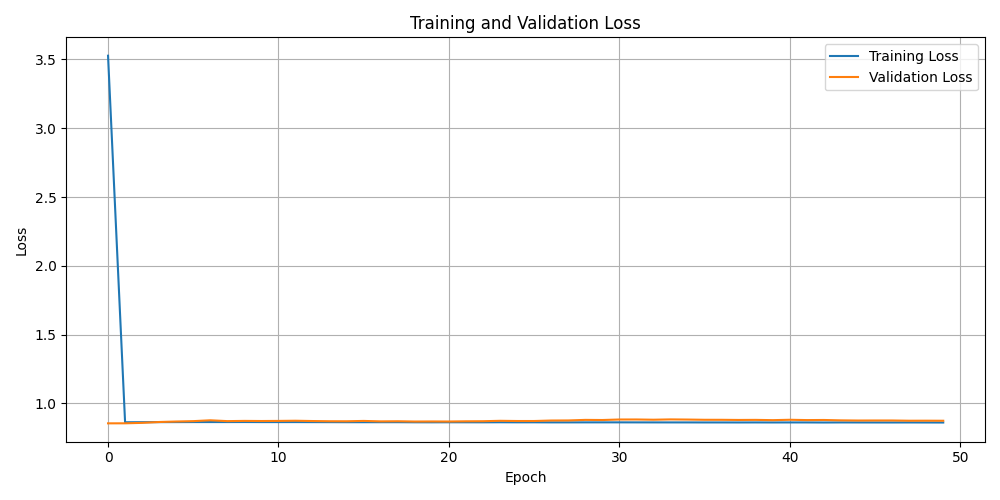 Training and Validation Loss
Training Loss
Validation Loss
3.5
3.0
2.5
2.0
1.5
1.0
Loss
0 10 20 30 40 50
Epoch